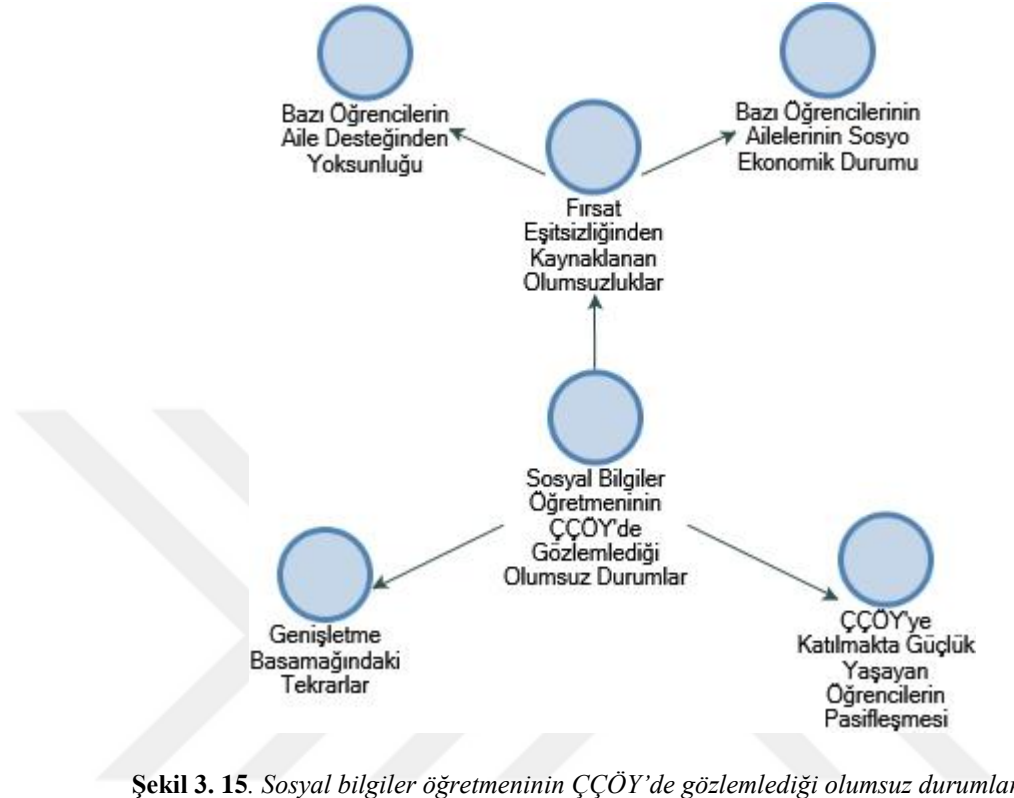 Bazı Öğrencilerin
Aile Desteğinden
Yoksunluğu
Bazı Öğrencilerinin
Ailelerinin Sosyo
Ekonomik Durumu
Fırsat
Eşitsizliğinden
Kaynaklanan
Olumsuzluklar
Sosyal Bilgiler
Öğretmeninin
ÇÇÖY'de
Gözlemlediği
Olumsuz Durumlar
Genişletme
Basamağındaki
Tekrarlar
ÇÇÖY'ye
Katılmakta Güçlük
Yaşayan
Öğrencilerin
Pasifleşmesi
Şekil 3. 15. Sosyal bilgiler öğretmeninin ÇÇÖY’de gözlemlediği olumsuz durumlar